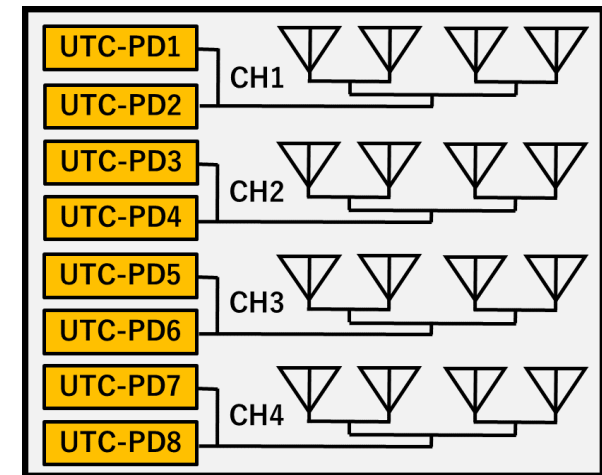 UTC-PD1
CH1
UTC-PD2
UTC-PD3
CH2
UTC-PD4
UTC-PD5
CH3
UTC-PD6
UTC-PD7
CH4
UTC-PD8